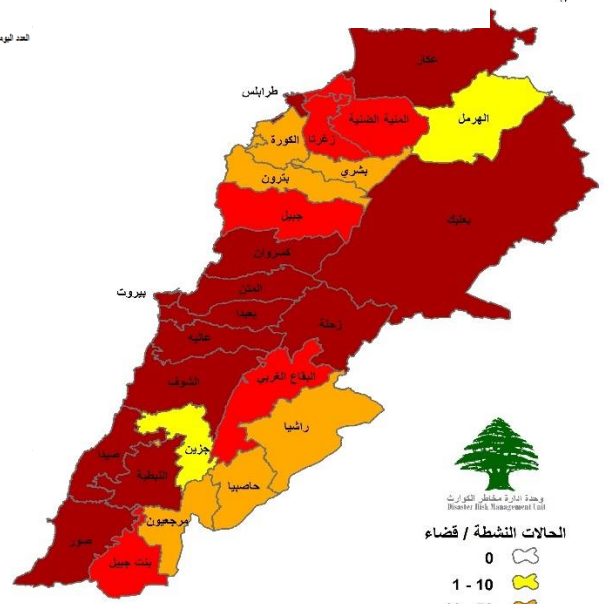 العدد اليوم
عكار
طرابلس
الهرمل
المنية الضنية
زغرتا
الكورة
بشري
بترون
جبيل
بعلبك
كسروان
المتن
بيروت
بعبدا
زحلة
عاليه
الشوف
البقاع الغربي
راشيا
جزين
صيدا
النبطية
حاصبيا
مرجعيون
صور
بنت جبيل
وحدة ادارة مخاطر الكوارث
Disaster Risk Management Unit
الحالات النشطة / قضاء
0
1 - 10